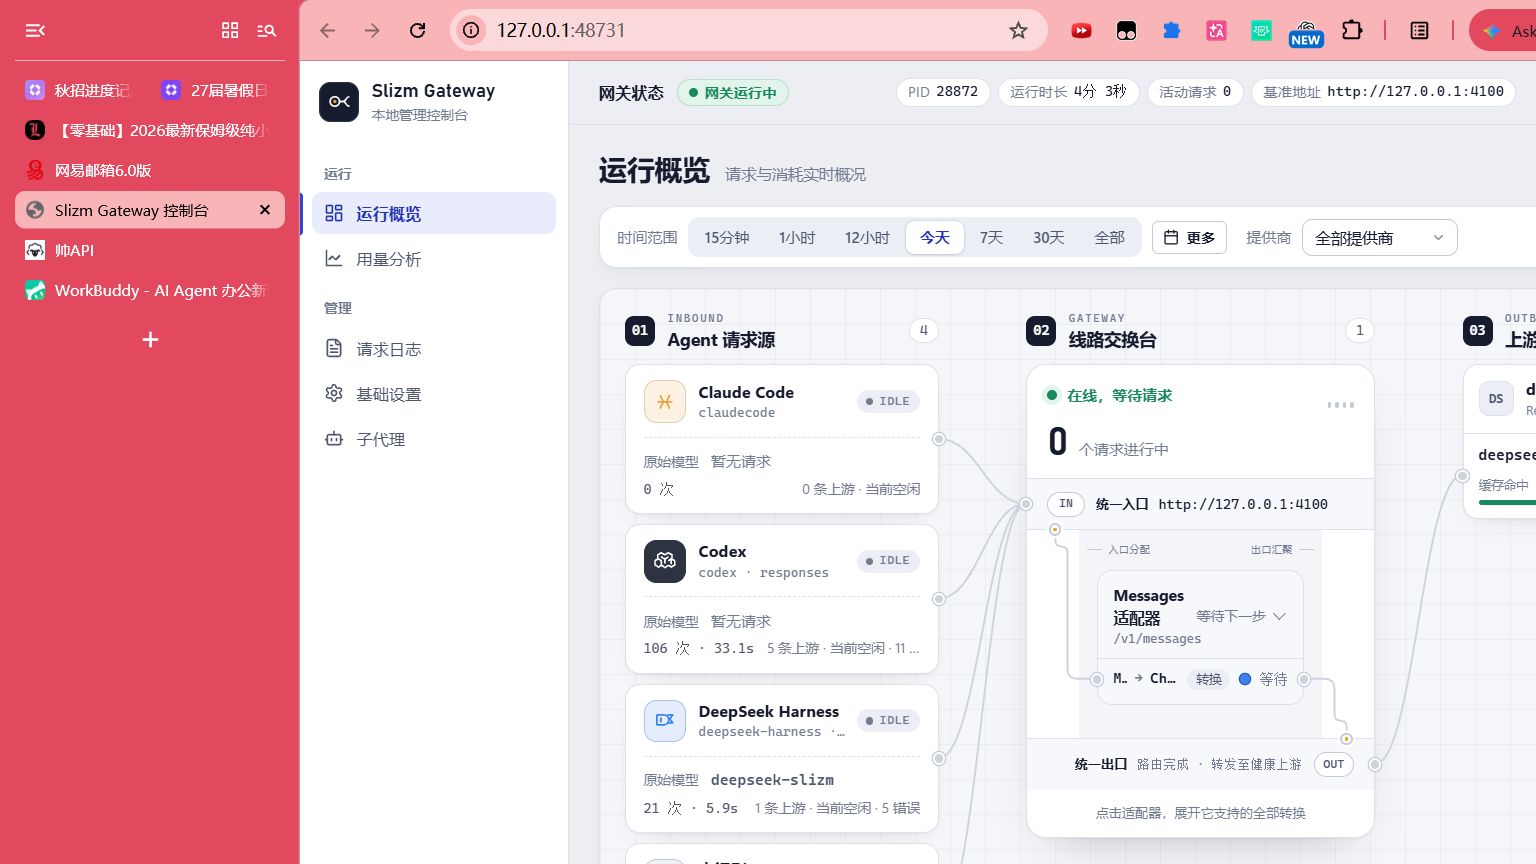 秋招进度记
27届暑假日
【零基础】2026最新保姆级纯小
网易邮箱6.0版
Slizm Gateway 控制台
帅API
WorkBuddy - AI Agent 办公新
127.0.0.1:48731
NEW
Ask
Slizm Gateway
本地管理控制台
运行
运行概览
用量分析
管理
请求日志
基础设置
子代理
网关状态
网关运行中
PID 28872
运行时长 4分 3秒
活动请求 0
基准地址 http://127.0.0.1:4100
运行概览
请求与消耗实时概况
时间范围
15分钟
1小时
12小时
今天
7天
30天
全部
更多
提供商
全部提供商
01
INBOUND
Agent 请求源
4
Claude Code
claudecode
IDLE
原始模型 暂无请求
0 次
0 条上游 · 当前空闲
Codex
codex · responses
IDLE
原始模型 暂无请求
106 次 · 33.1s
5 条上游 · 当前空闲 · 11 ...
DeepSeek Harness
deepseek-harness ·…
IDLE
原始模型 deepseek-slizm
21 次 · 5.9s
1 条上游 · 当前空闲 · 5 错误
02
GATEWAY
线路交换台
1
在线，等待请求
0 个请求进行中
IN
统一入口 http://127.0.0.1:4100
入口分配
出口汇聚
Messages
适配器
等待下一步
/v1/messages
M… → Ch…
转换
等待
统一出口 路由完成 · 转发至健康上游
OUT
点击适配器，展开它支持的全部转换
03
OUTB
上游
DS
d
Re
deepsee
缓存命中